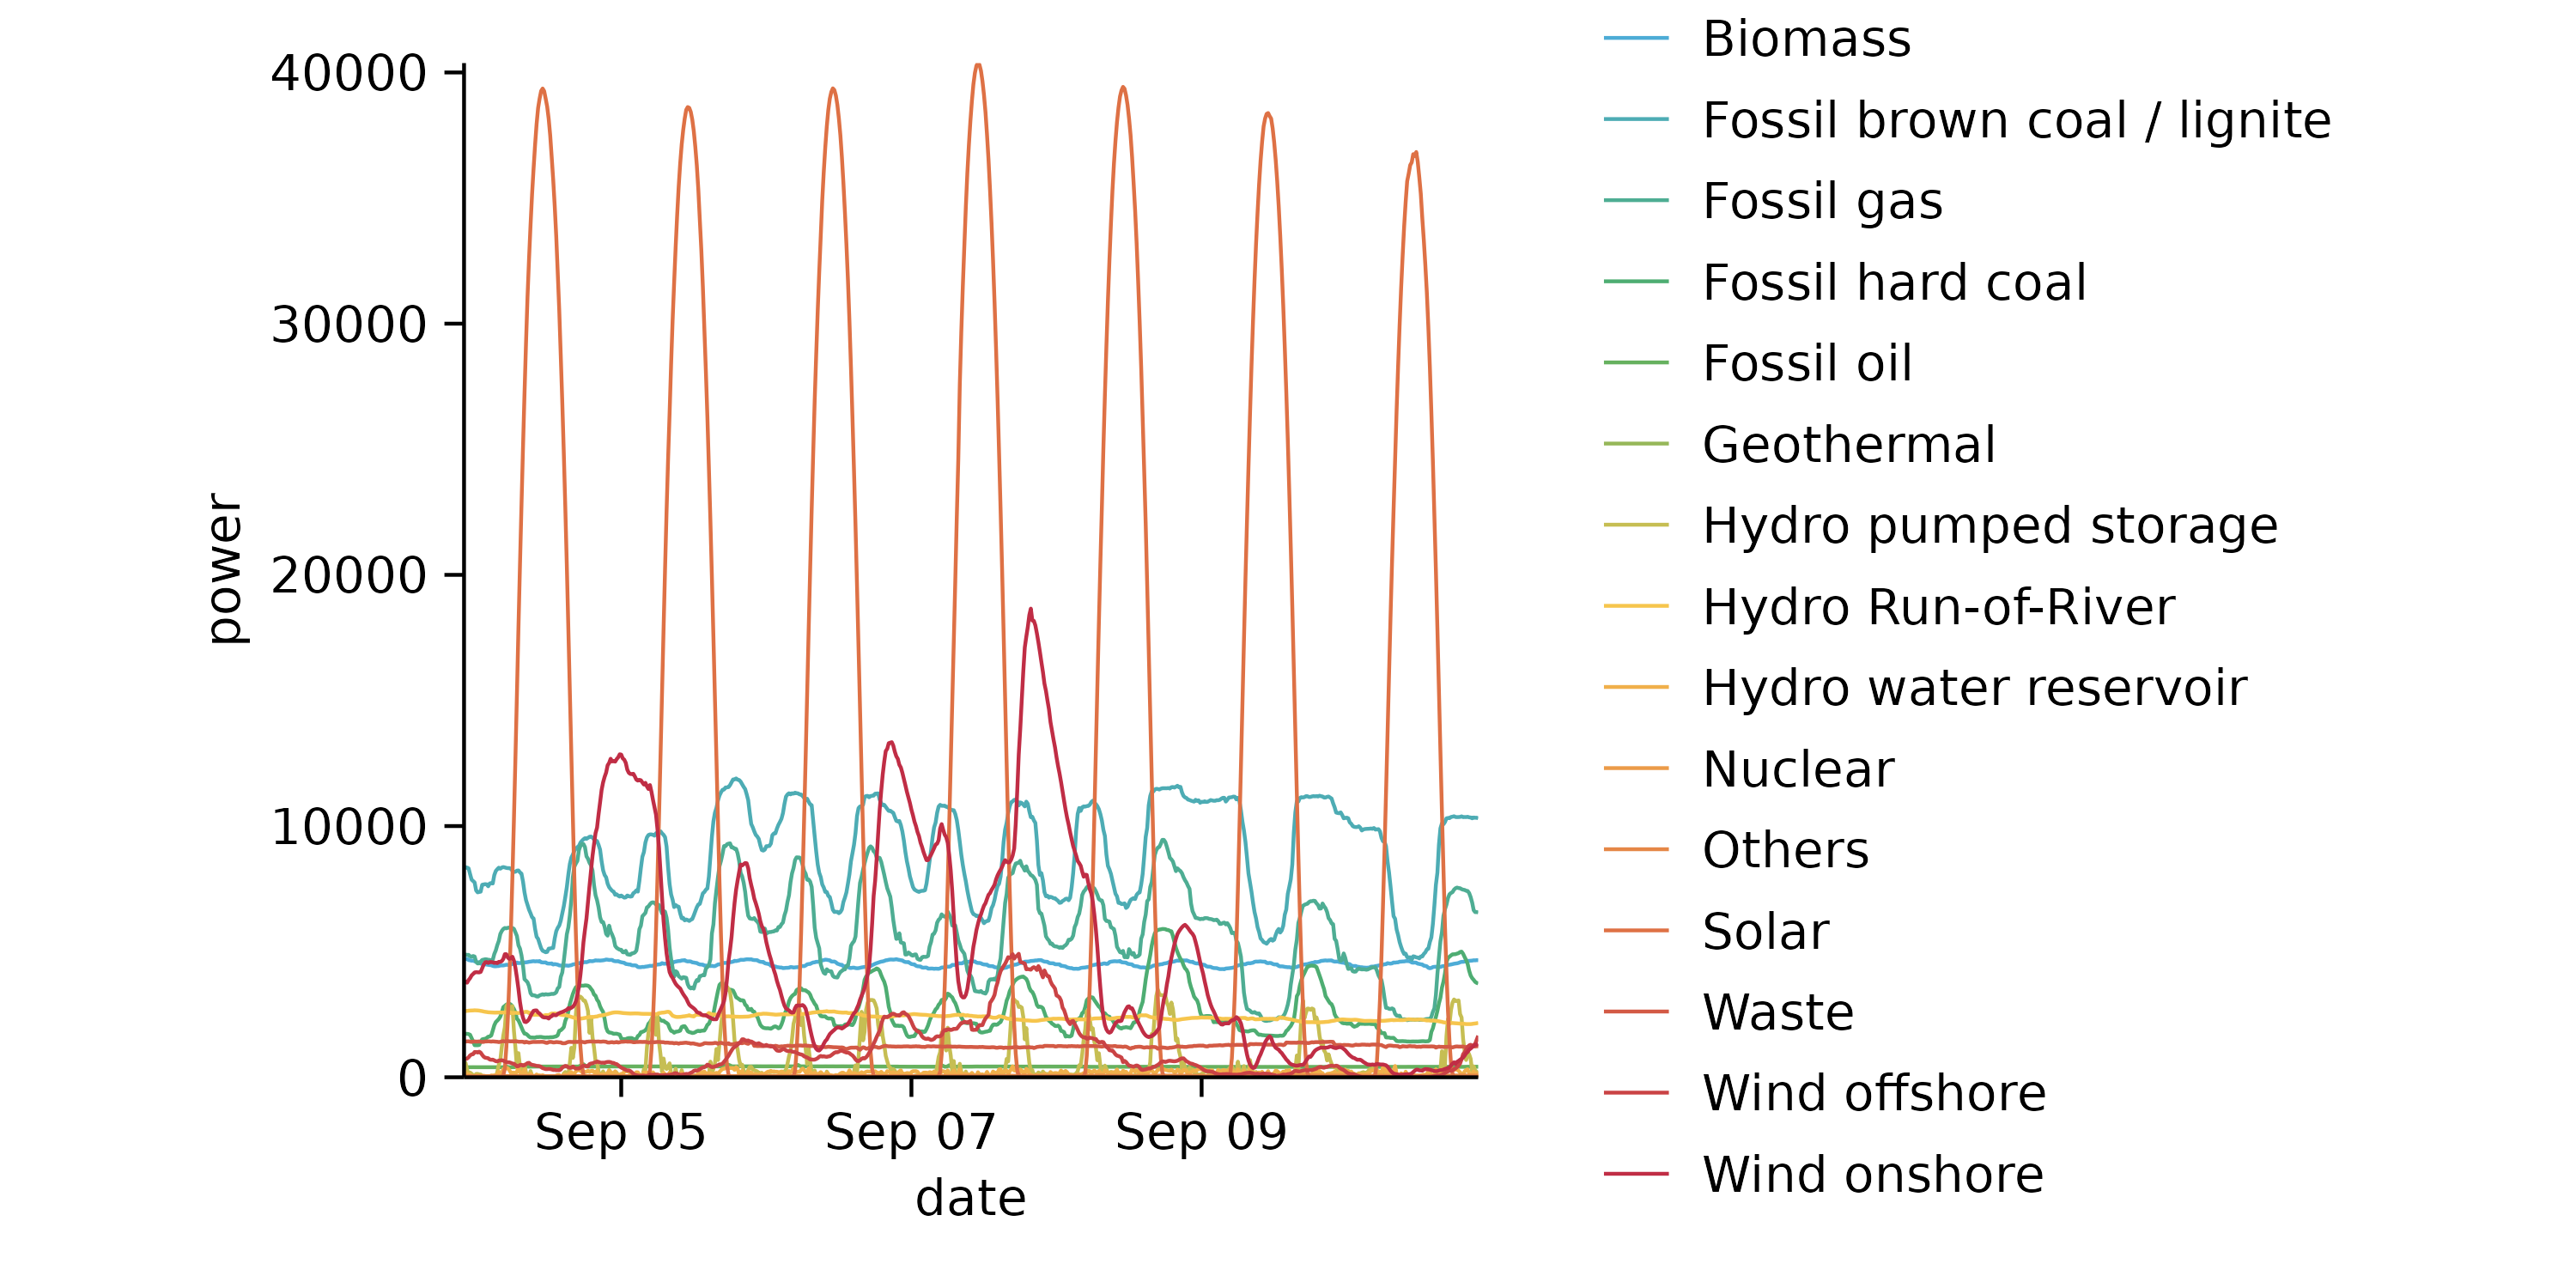 40000
30000
20000
10000
0
power
Sep 05
Sep 07
Sep 09
date
Biomass
Fossil brown coal / lignite
Fossil gas
Fossil hard coal
Fossil oil
Geothermal
Hydro pumped storage
Hydro Run-of-River
Hydro water reservoir
Nuclear
Others
Solar
Waste
Wind offshore
Wind onshore